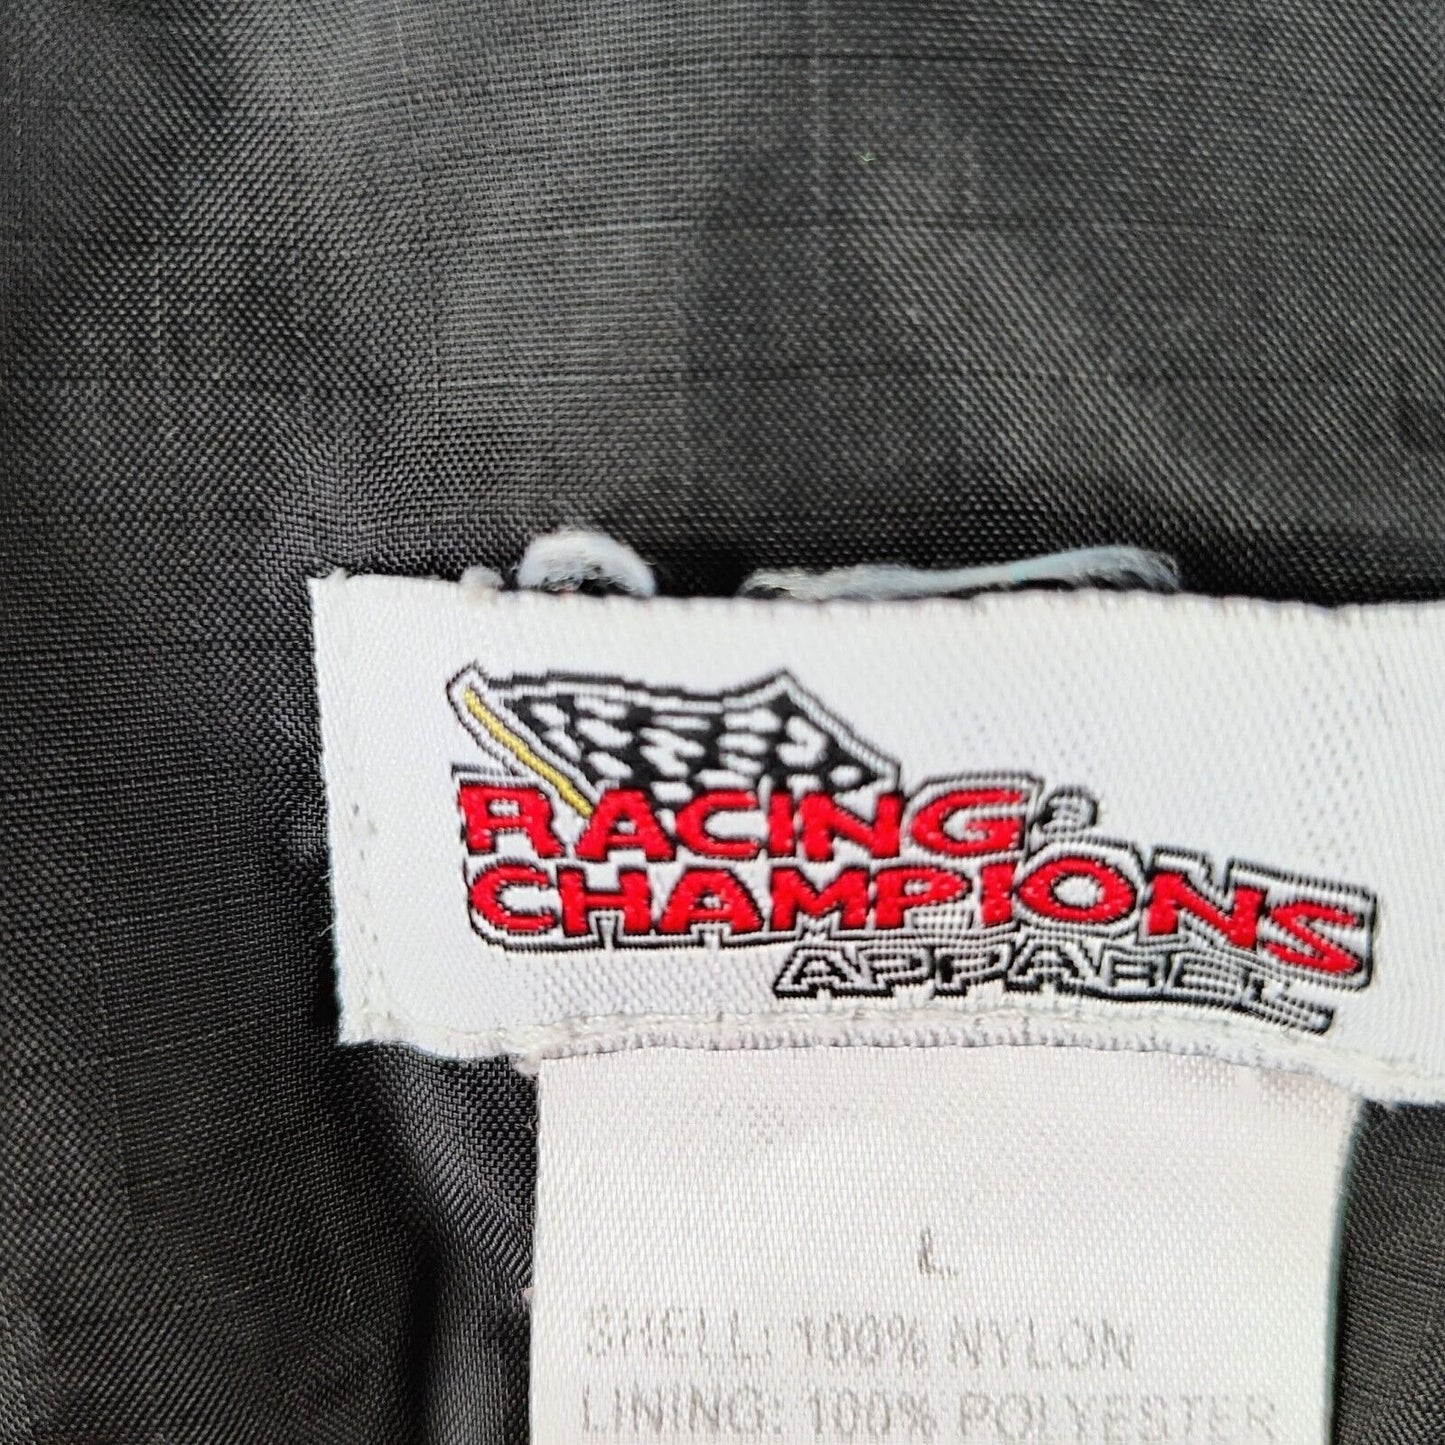 RACING
CHAMPIONS
APPAREL
L
SHELL: 100% NYLON
LINING: 100% POLYESTER